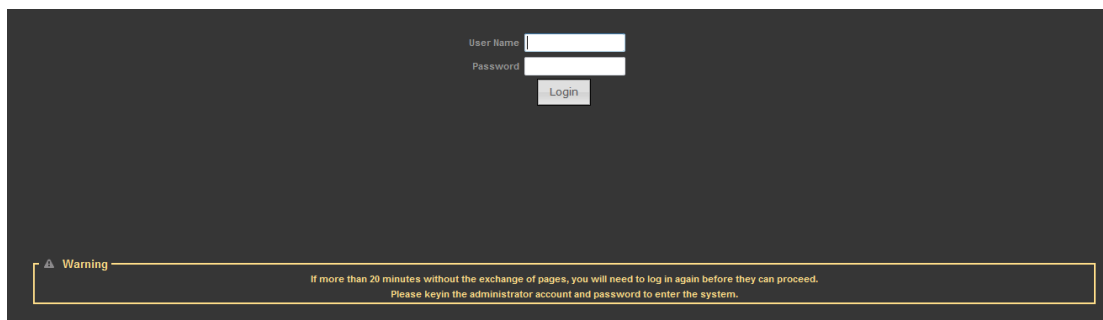 User Name
Password
Login
Warning
If more than 20 minutes without the exchange of pages, you will need to log in again before they can proceed.
Please keyin the administrator account and password to enter the system.